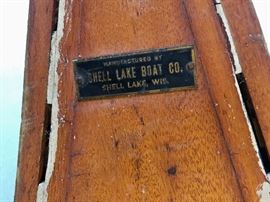 MANUFACTURED BY
SHELL LAKE BOAT CO.
SHELL LAKE, WIS.